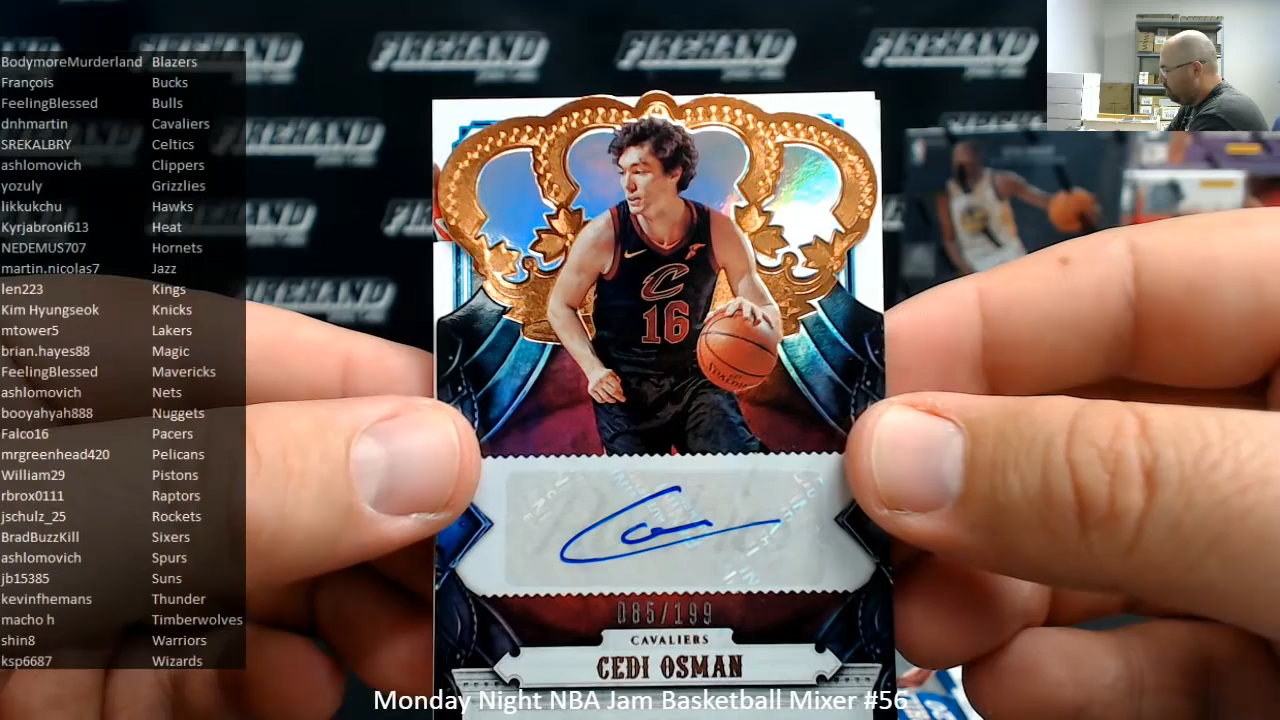 FIREHAND FIREHAND FIREHAND FIREHAND
BodymoreMurderland Blazers
François Bucks
FeelingBlessed Bulls
dnhmartin Cavaliers
SREKALBRY Celtics
ashlomovich Clippers
yozuly Grizzlies
likkukchu Hawks
Kyrjabroni613 Heat
NEDEMUS707 Hornets
martin.nicolas7 Jazz
len223 Kings
Kim Hyungseok Knicks
mtower5 Lakers
brian.hayes88 Magic
FeelingBlessed Mavericks
ashlomovich Nets
booyahyah888 Nuggets
Falco16 Pacers
mrgreenhead420 Pelicans
William29 Pistons
rbrox0111 Raptors
jschulz_25 Rockets
BradBuzzKill Sixers
ashlomovich Spurs
jb15385 Suns
kevinfhemans Thunder
macho h Timberwolves
shin8 Warriors
ksp6687 Wizards
C
16
SPALDING
085/199
CAVALIERS
CEDI OSMAN
Monday Night NBA Jam Basketball Mixer #56